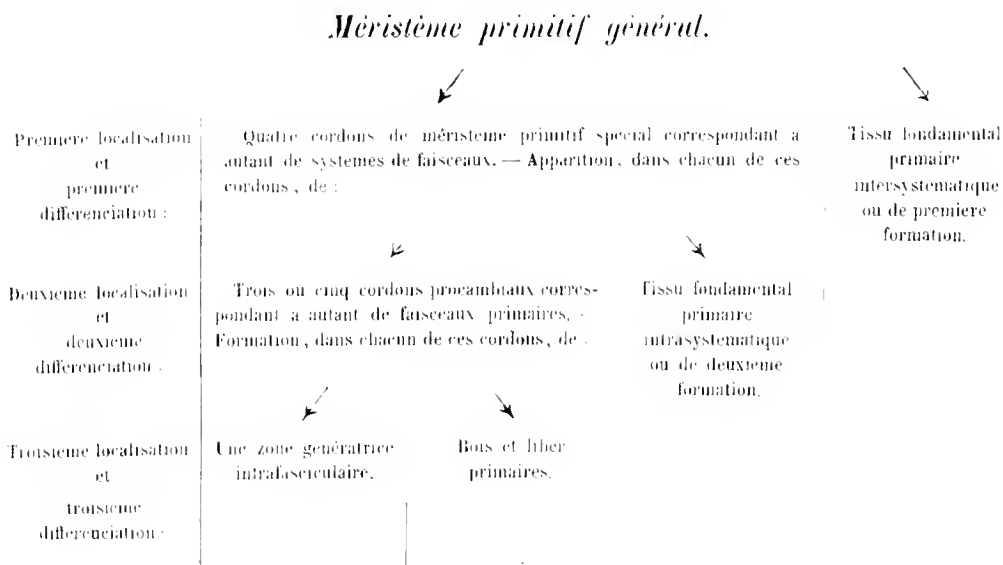 Méristème primitif général.
Première localisation
et
première
différenciation :
Quatre cordons de méristème primitif spécial correspondant à
autant de systèmes de faisceaux. — Apparition, dans chacun de ces
cordons, de :
Tissu fondamental
primaire
intersystématique
ou de première
formation.
Deuxième localisation
et
deuxième
différenciation :
Trois ou cinq cordons procambiaux corres-
pondant à autant de faisceaux primaires. -
Formation, dans chacun de ces cordons, de :
Tissu fondamental
primaire
intrasystématique
ou de deuxième
formation.
Troisième localisation
et
troisième
différenciation :
Une zone génératrice
intrafasciculaire.
Bois et liber
primaires.